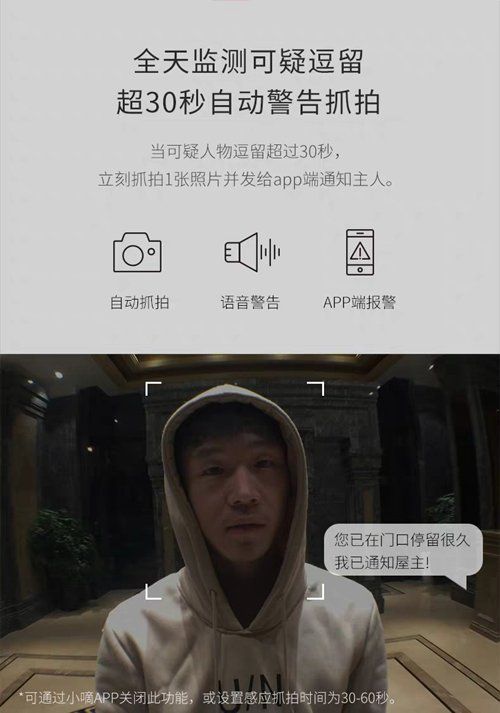 全天监测可疑逗留
超30秒自动警告抓拍
当可疑人物逗留超过30秒，
立刻抓拍1张照片并发给app端通知主人。
自动抓拍 语音警告 APP端报警
您已在门口停留很久
我已通知屋主!
*可通过小嘀APP关闭此功能，或设置感应抓拍时间为30-60秒。